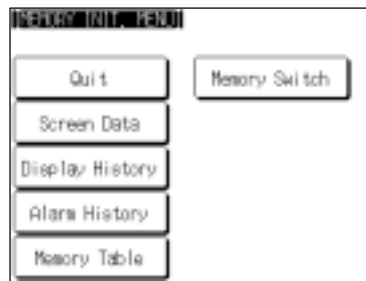 [MEMORY INIT. MENU]
Quit
Memory Switch
Screen Data
Display History
Alarm History
Memory Table